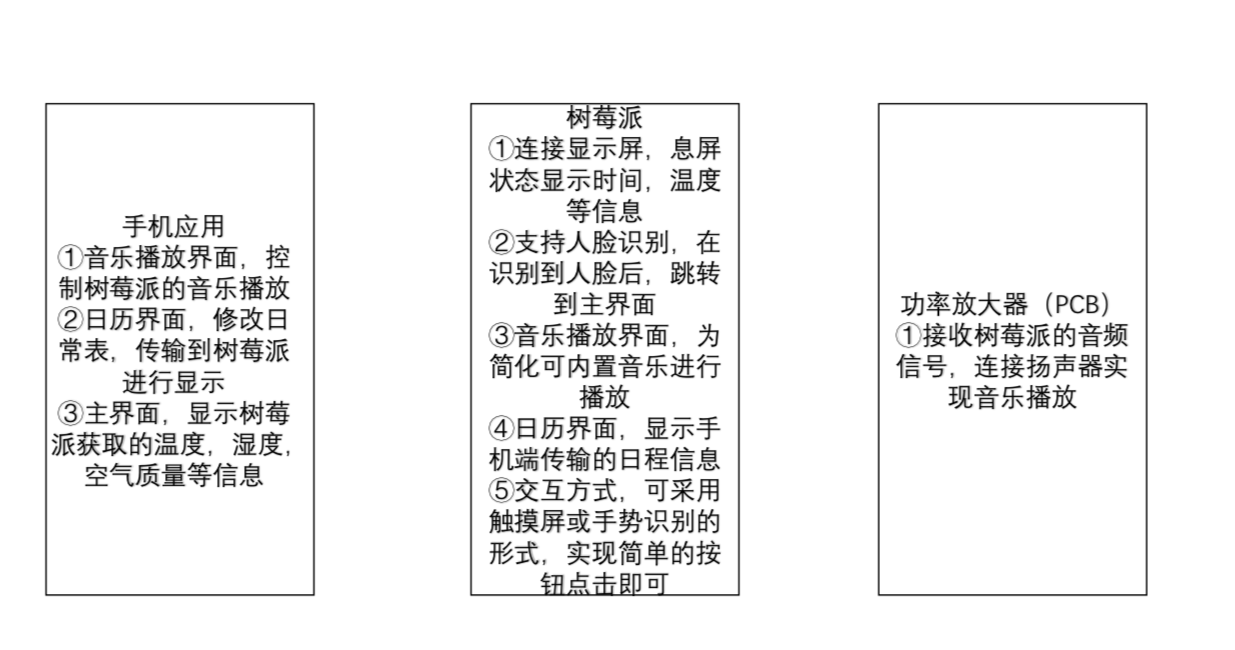 手机应用
①音乐播放界面，控
制树莓派的音乐播放
②日历界面，修改日
常表，传输到树莓派
进行显示
③主界面，显示树莓
派获取的温度，湿度，
空气质量等信息
树莓派
①连接显示屏，息屏
状态显示时间，温度
等信息
②支持人脸识别，在
识别到人脸后，跳转
到主界面
③音乐播放界面，为
简化可内置音乐进行
播放
④日历界面，显示手
机端传输的日程信息
⑤交互方式，可采用
触摸屏或手势识别的
形式，实现简单的按
钮点击即可
功率放大器（PCB）
①接收树莓派的音频
信号，连接扬声器实
现音乐播放